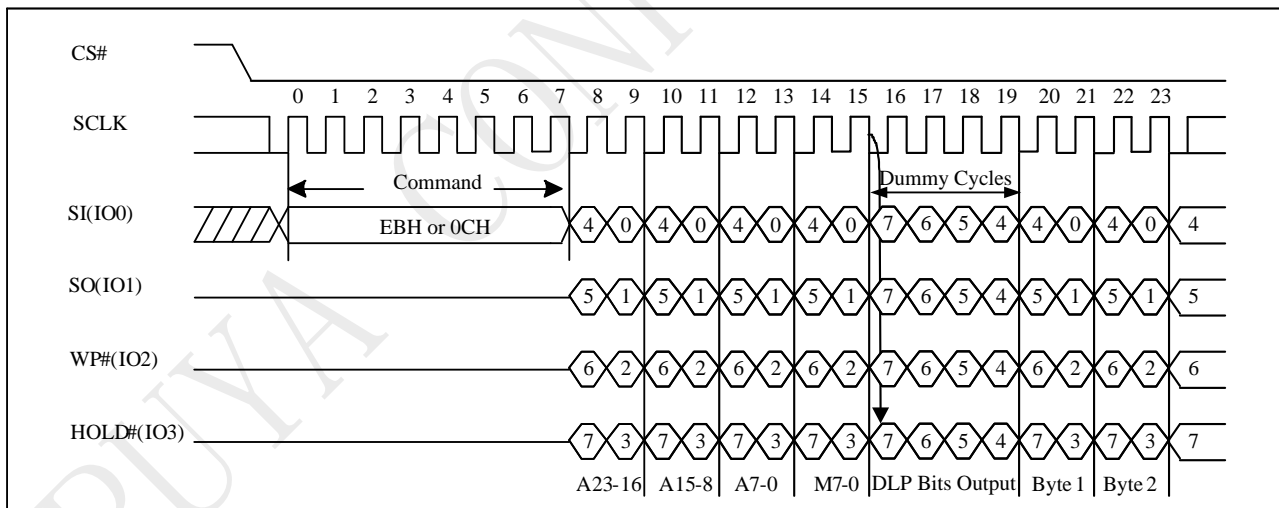 CS#
0 1 2 3 4 5 6 7 8 9 10 11 12 13 14 15 16 17 18 19 20 21 22 23
SCLK
Command
Dummy Cycles
SI(IO0)
EBH or 0CH
4 0 4 0 4 0 4 0 7 6 5 4 4 0 4 0 4
SO(IO1)
5 1 5 1 5 1 5 1 7 6 5 4 5 1 5 1 5
WP#(IO2)
6 2 6 2 6 2 6 2 7 6 5 4 6 2 6 2 6
HOLD#(IO3)
7 3 7 3 7 3 7 3 7 6 5 4 7 3 7 3 7
A23-16 A15-8 A7-0 M7-0 DLP Bits Output Byte 1 Byte 2
PUYA CONF